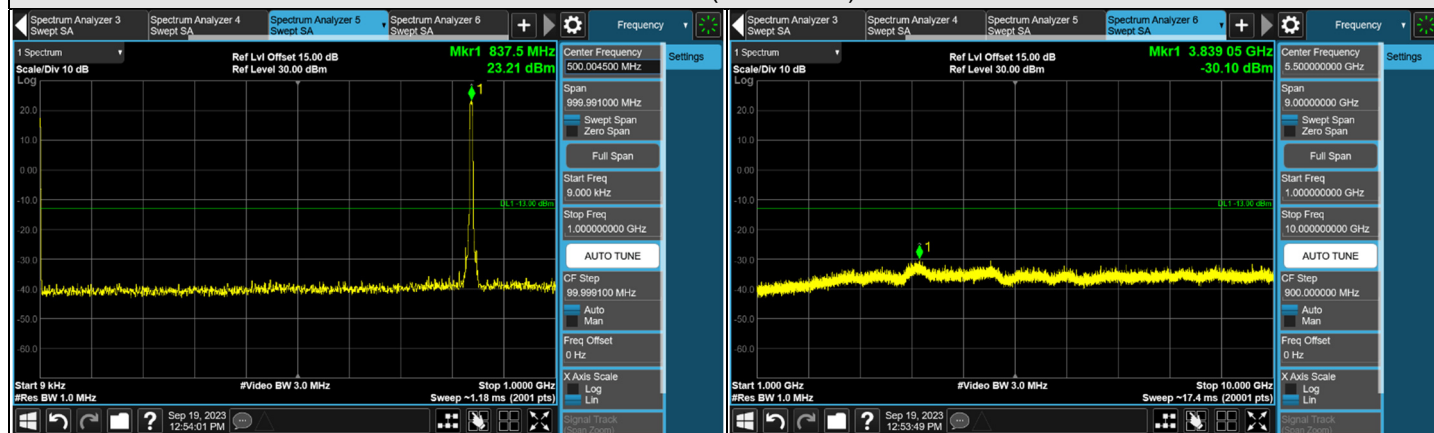 Spectrum Analyzer 3
Swept SA
Spectrum Analyzer 4
Swept SA
Spectrum Analyzer 5
Swept SA
Spectrum Analyzer 6
Swept SA
+
Frequency
1 Spectrum
Scale/Div 10 dB
Log
Ref Lvl Offset 15.00 dB
Ref Level 30.00 dBm
Mkr1 837.5 MHz
23.21 dBm
1
20.0
10.0
0.00
-10.0
-20.0
-30.0
-40.0
-50.0
-60.0
DL1 -13.00 dBm
Start 9 kHz
#Res BW 1.0 MHz
#Video BW 3.0 MHz
Stop 1.0000 GHz
Sweep ~1.18 ms (2001 pts)
Center Frequency
500.004500 MHz
Settings
Span
999.991000 MHz
Swept Span
Zero Span
Full Span
Start Freq
9.000 kHz
Stop Freq
1.000000000 GHz
AUTO TUNE
CF Step
99.999100 MHz
Auto
Man
Freq Offset
0 Hz
X Axis Scale
Log
Lin
Signal Track
(Span Zoom)
?
Sep 19, 2023
12:54:01 PM
Spectrum Analyzer 3
Swept SA
Spectrum Analyzer 4
Swept SA
Spectrum Analyzer 5
Swept SA
Spectrum Analyzer 6
Swept SA
+
Frequency
1 Spectrum
Scale/Div 10 dB
Log
Ref Lvl Offset 15.00 dB
Ref Level 30.00 dBm
Mkr1 3.839 05 GHz
-30.10 dBm
1
20.0
10.0
0.00
-10.0
-20.0
-30.0
-40.0
-50.0
-60.0
DL1 -13.00 dBm
Start 1.000 GHz
#Res BW 1.0 MHz
#Video BW 3.0 MHz
Stop 10.000 GHz
Sweep ~17.4 ms (20001 pts)
Center Frequency
5.500000000 GHz
Settings
Span
9.00000000 GHz
Swept Span
Zero Span
Full Span
Start Freq
1.000000000 GHz
Stop Freq
10.000000000 GHz
AUTO TUNE
CF Step
900.000000 MHz
Auto
Man
Freq Offset
0 Hz
X Axis Scale
Log
Lin
Signal Track
(Span Zoom)
?
Sep 19, 2023
12:53:49 PM